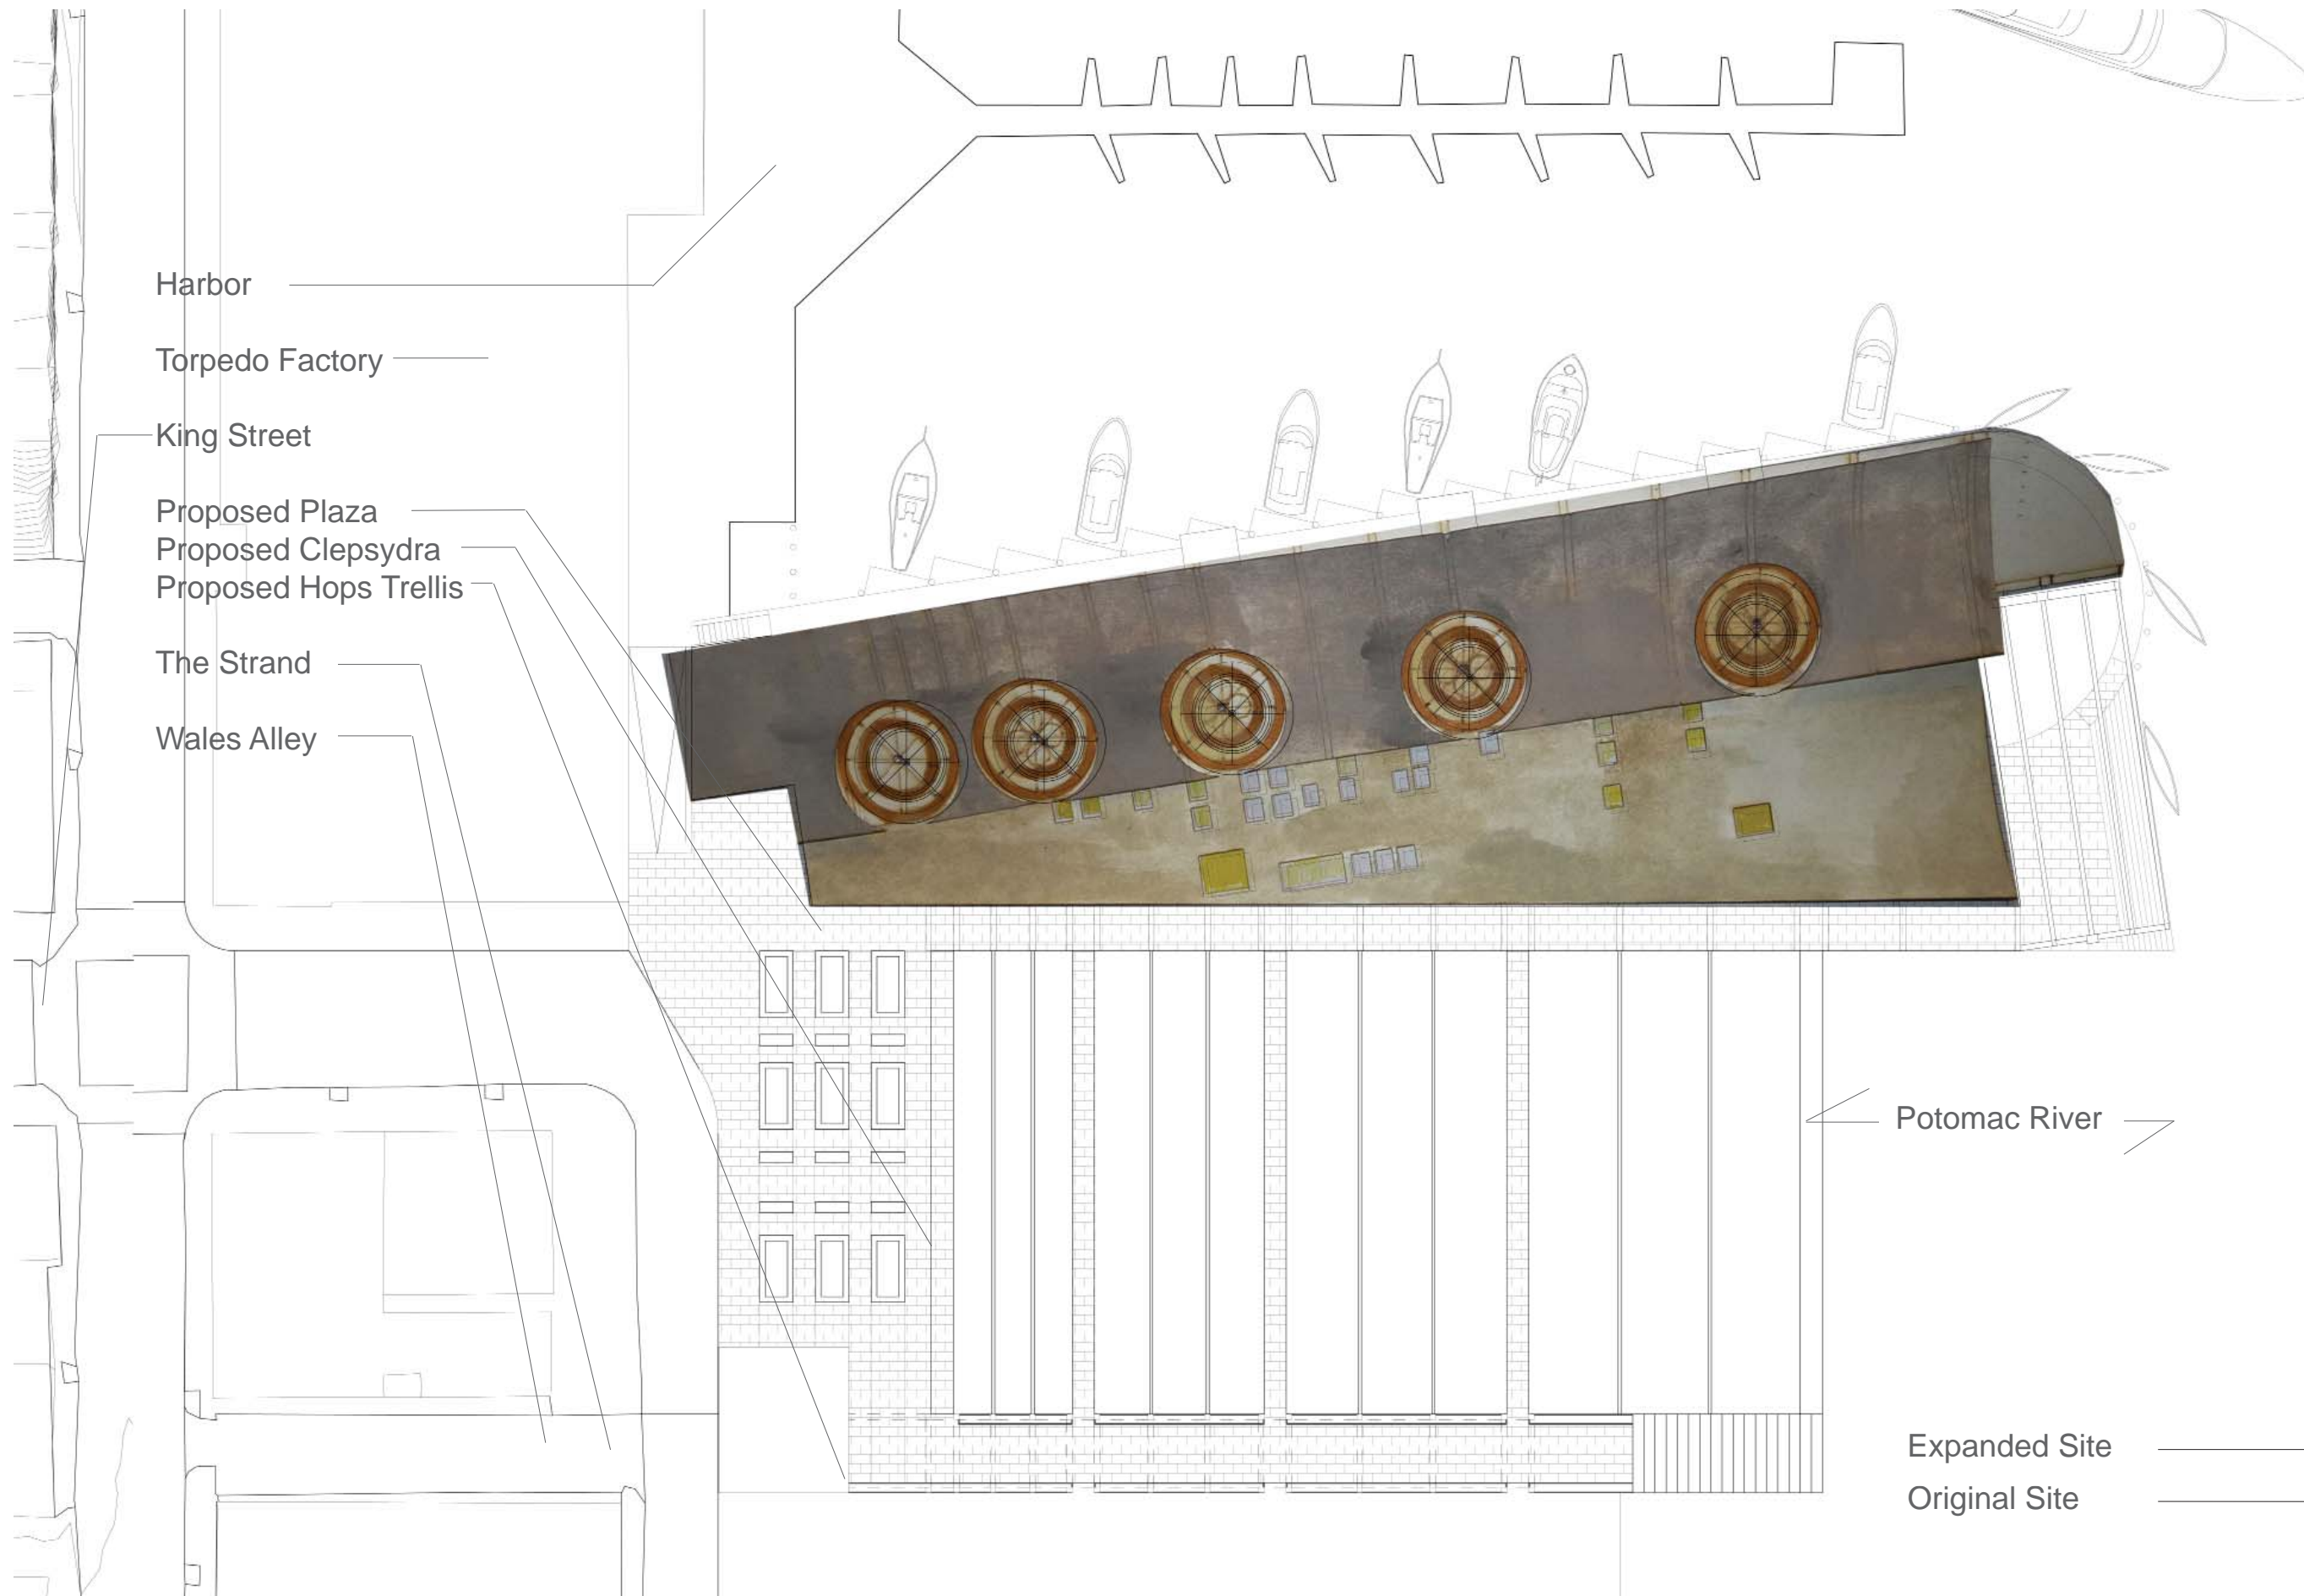 Harbor
Torpedo Factory
King Street
Proposed Plaza
Proposed Clepsydra
Proposed Hops Trellis
The Strand
Wales Alley
Potomac River
Expanded Site
Original Site